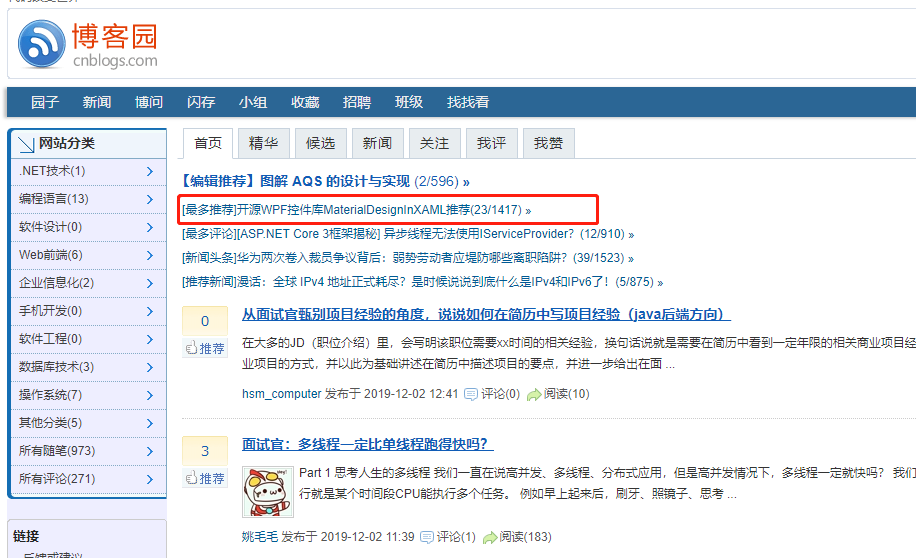 博客园
cnblogs.com
园子 新闻 博问 闪存 小组 收藏 招聘 班级 找找看
网站分类
.NET技术(1)
编程语言(13)
软件设计(0)
Web前端(6)
企业信息化(2)
手机开发(0)
软件工程(0)
数据库技术(3)
操作系统(7)
其他分类(5)
所有随笔(973)
所有评论(271)
链接
首页 精华 候选 新闻 关注 我评 我赞
【编辑推荐】图解 AQS 的设计与实现 (2/596) »
[最多推荐]开源WPF控件库MaterialDesignInXAML推荐(23/1417) »
[最多评论][ASP.NET Core 3框架揭秘] 异步线程无法使用IServiceProvider？(12/910) »
[新闻头条]华为两次卷入裁员争议背后：弱势劳动者应堤防哪些离职陷阱？(39/1523) »
[推荐新闻]漫话：全球 IPv4 地址正式耗尽？是时候说说到底什么是IPv4和IPv6了！(5/875) »
0
推荐
从面试官甄别项目经验的角度，说说如何在简历中写项目经验（java后端方向）
在大多的JD（职位介绍）里，会写明该职位需要xx时间的相关经验，换句话说就是需要在简历中看到一定年限的相关商业项目经
业项目的方式，并以此为基础讲述在简历中描述项目的要点，并进一步给出在面 ...
hsm_computer 发布于 2019-12-02 12:41 评论(0) 阅读(10)
3
推荐
面试官：多线程一定比单线程跑得快吗？
Part 1 思考人生的多线程 我们一直在说高并发、多线程、分布式应用，但是高并发情况下，多线程一定就快吗？ 我们
行就是某个时间段CPU能执行多个任务。 例如早上起来后，刷牙、照镜子、思考 ...
姚毛毛 发布于 2019-12-02 11:39 评论(1) 阅读(183)